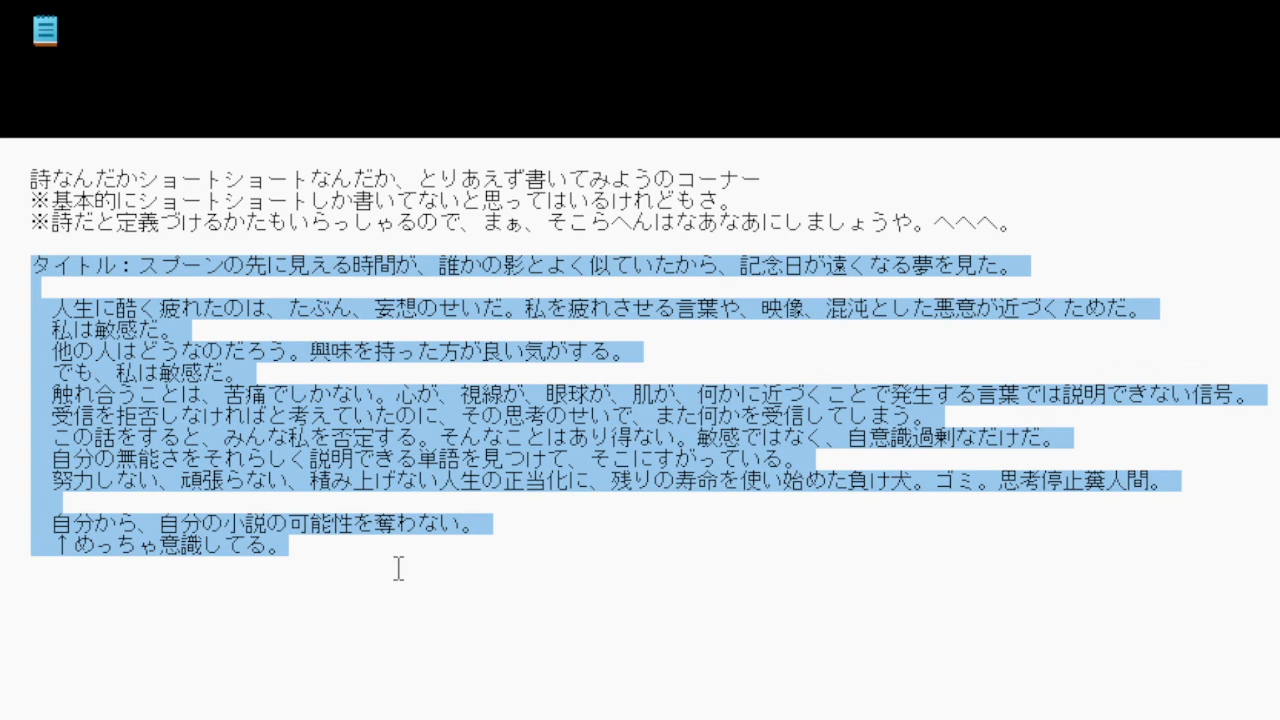 詩なんだかショートショートなんだか、とりあえず書いてみようのコーナー
※基本的にショートショートしか書いてないと思ってはいるけれどもさ。
※詩だと定義づけるかたもいらっしゃるので、まぁ、そこらへんはなあなあにしましょうや。へへへ。
タイトル：スプーンの先に見える時間が、誰かの影とよく似ていたから、記念日が遠くなる夢を見た。
人生に酷く疲れたのは、たぶん、妄想のせいだ。私を疲れさせる言葉や、映像、混沌とした悪意が近づくためだ。
私は敏感だ。
他の人はどうなのだろう。興味を持った方が良い気がする。
でも、私は敏感だ。
触れ合うことは、苦痛でしかない。心が、視線が、眼球が、肌が、何かに近づくことで発生する言葉では説明できない信号。
受信を拒否しなければと考えていたのに、その思考のせいで、また何かを受信してしまう。
この話をすると、みんな私を否定する。そんなことはあり得ない。敏感ではなく、自意識過剰なだけだ。
自分の無能さをそれらしく説明できる単語を見つけて、そこにすがっている。
努力しない、頑張らない、積み上げない人生の正当化に、残りの寿命を使い始めた負け犬。ゴミ。思考停止糞人間。
自分から、自分の小説の可能性を奪わない。
↑めっちゃ意識してる。